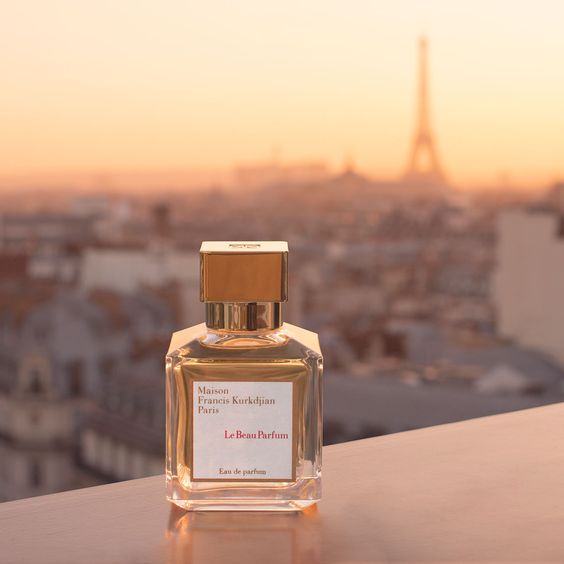 Maison
Francis Kurkdjian
Paris
Le Beau Parfum
Eau de parfum